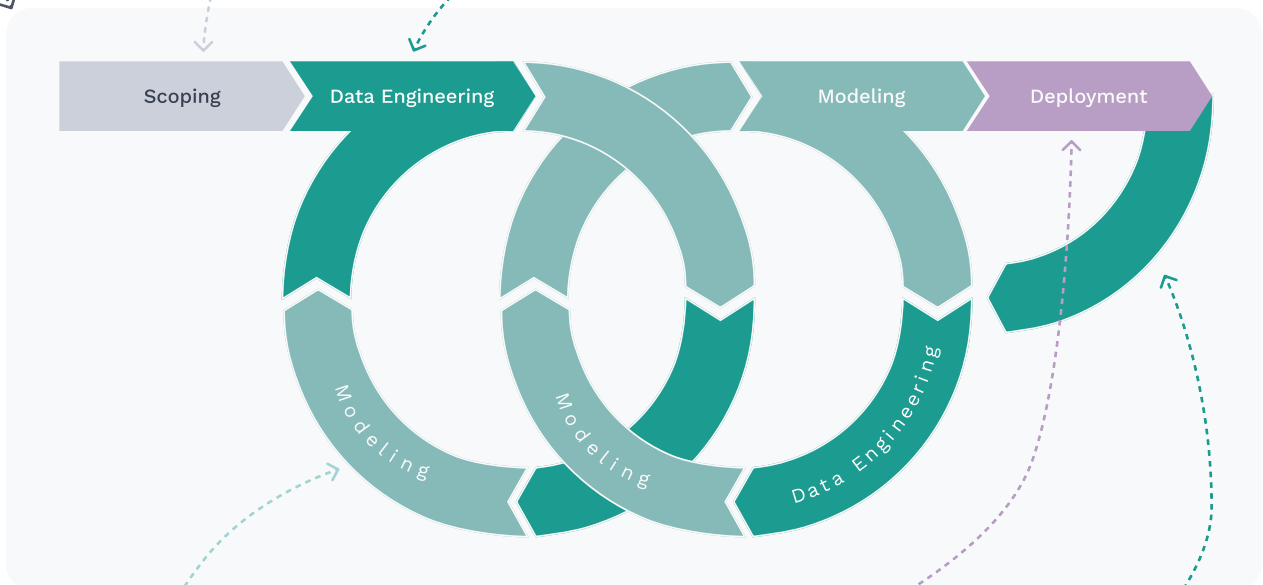 Scoping
Data Engineering
Modeling
Deployment
Modeling
Modeling
Data Engineering